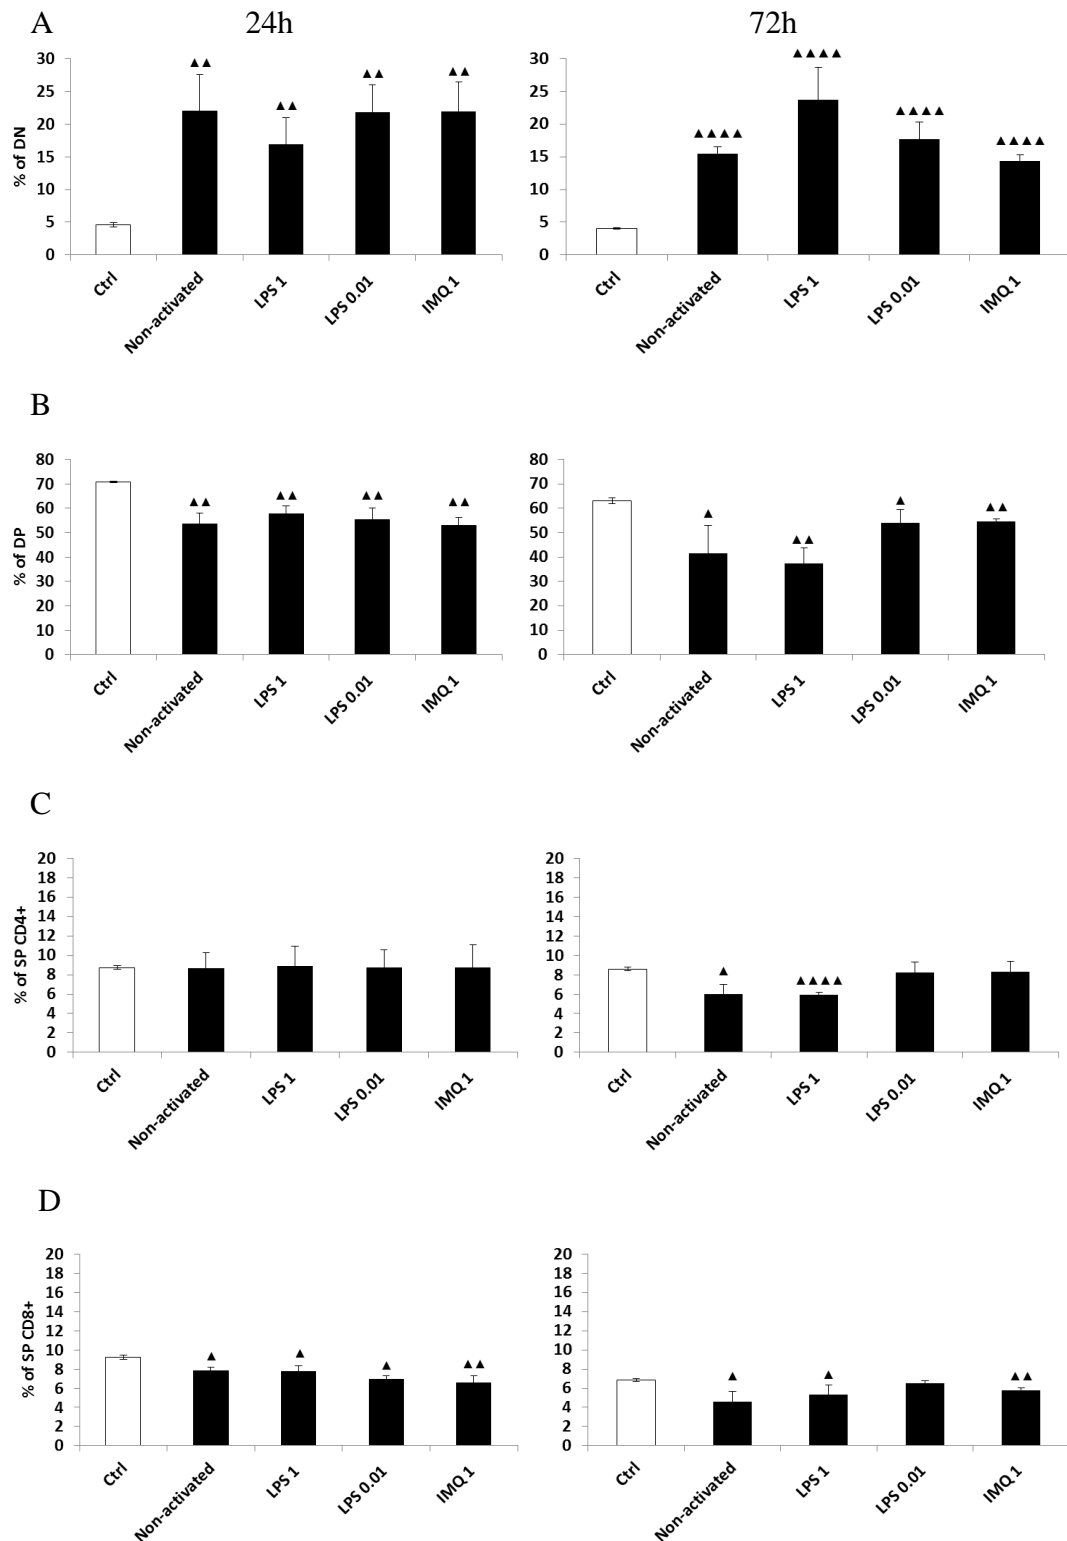 A 24h 72h
% of DN
30 30
25 25
20 20
15 15
10 10
5 5
0 0
▲▲ ▲▲ ▲▲ ▲▲
▲▲▲▲ ▲▲▲▲ ▲▲▲▲ ▲▲▲▲
Ctrl Non-activated LPS 1 LPS 0.01 IMQ 1
Ctrl Non-activated LPS 1 LPS 0.01 IMQ 1
B
% of DP
80 80
70 70
60 60
50 50
40 40
30 30
20 20
10 10
0 0
▲▲ ▲▲ ▲▲ ▲▲
▲ ▲▲ ▲ ▲▲
Ctrl Non-activated LPS 1 LPS 0.01 IMQ 1
Ctrl Non-activated LPS 1 LPS 0.01 IMQ 1
C
% of SP CD4+
20 20
18 18
16 16
14 14
12 12
10 10
8 8
6 6
4 4
2 2
0 0
▲ ▲▲▲▲
Ctrl Non-activated LPS 1 LPS 0.01 IMQ 1
Ctrl Non-activated LPS 1 LPS 0.01 IMQ 1
D
% of SP CD8+
20 20
18 18
16 16
14 14
12 12
10 10
8 8
6 6
4 4
2 2
0 0
▲ ▲ ▲ ▲▲
▲ ▲ ▲▲
Ctrl Non-activated LPS 1 LPS 0.01 IMQ 1
Ctrl Non-activated LPS 1 LPS 0.01 IMQ 1